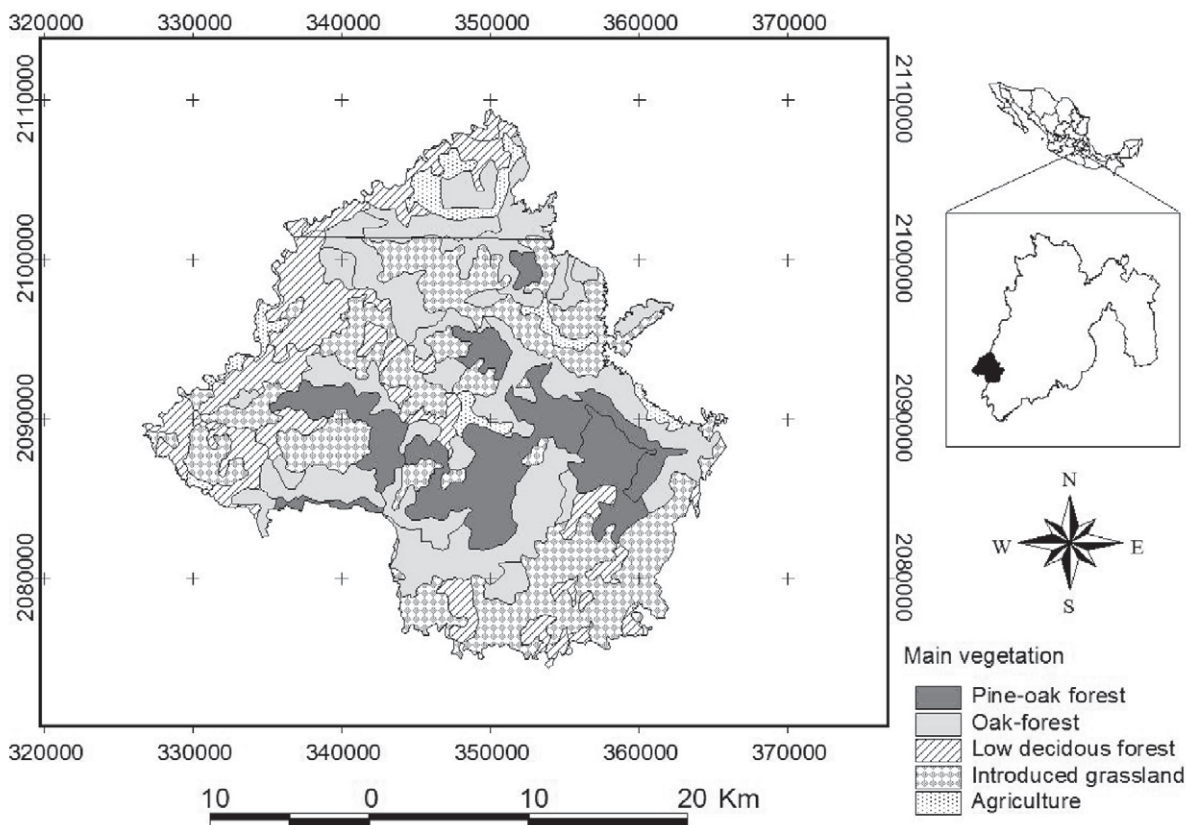 320000 330000 340000 350000 360000 370000
2110000
2100000
2090000
2080000
2110000
2100000
2090000
2080000
320000 330000 340000 350000 360000 370000
10 0 10 20 Km
N
W E
S
Main vegetation
Pine-oak forest
Oak-forest
Low decidous forest
Introduced grassland
Agriculture